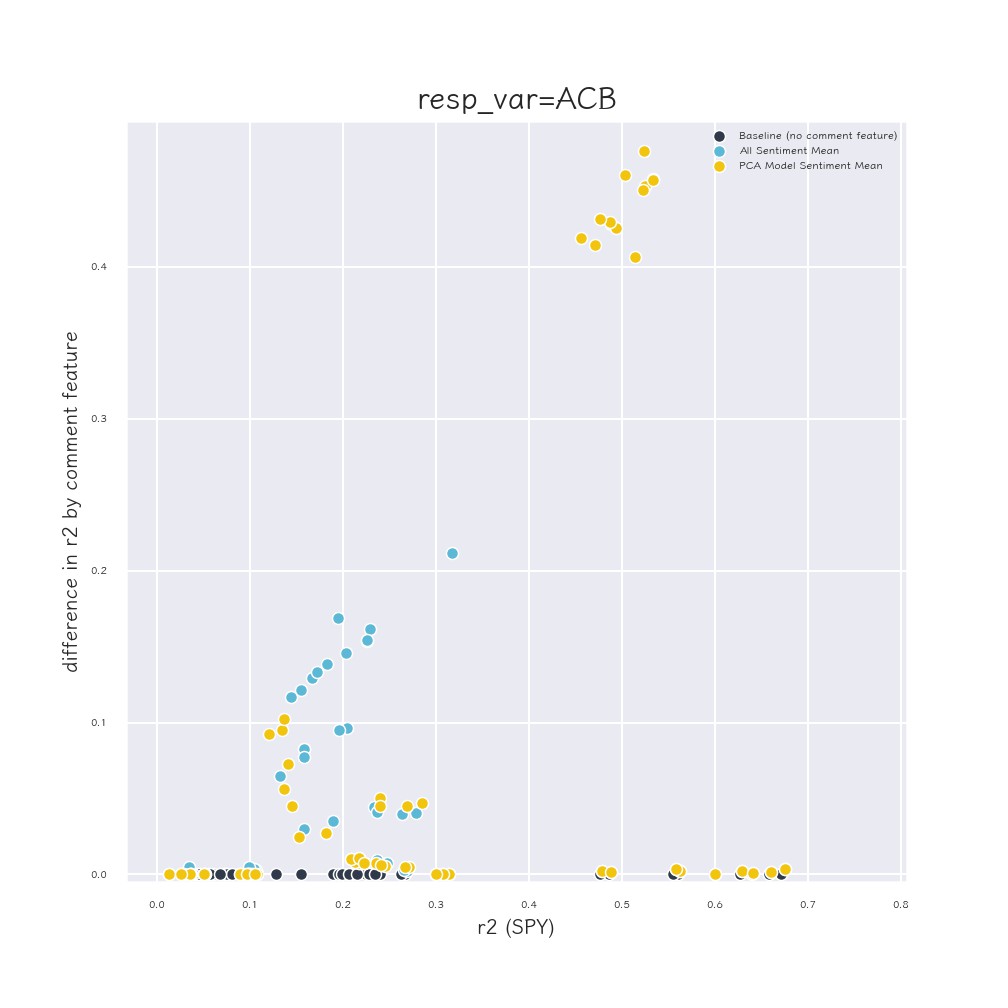 resp_var=ACB
Baseline (no comment feature)
All Sentiment Mean
PCA Model Sentiment Mean
difference in r2 by comment feature
0.4
0.3
0.2
0.1
0.0
0.0 0.1 0.2 0.3 0.4 0.5 0.6 0.7 0.8
r2 (SPY)